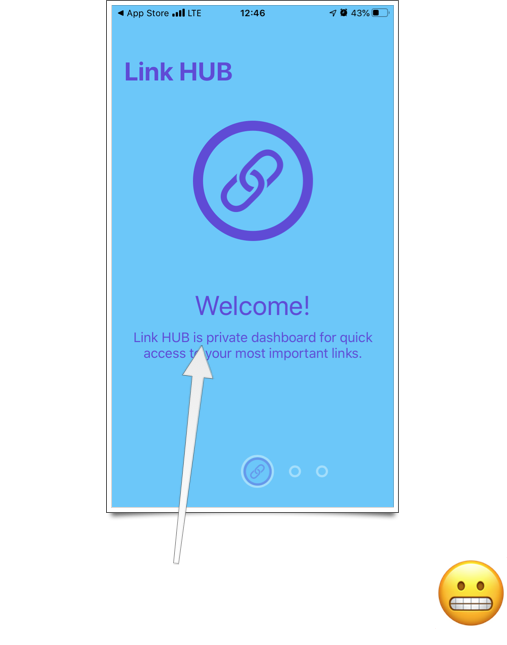 App Store LTE 12:46 43%
Link HUB
Welcome!
Link HUB is private dashboard for quick
access to your most important links.